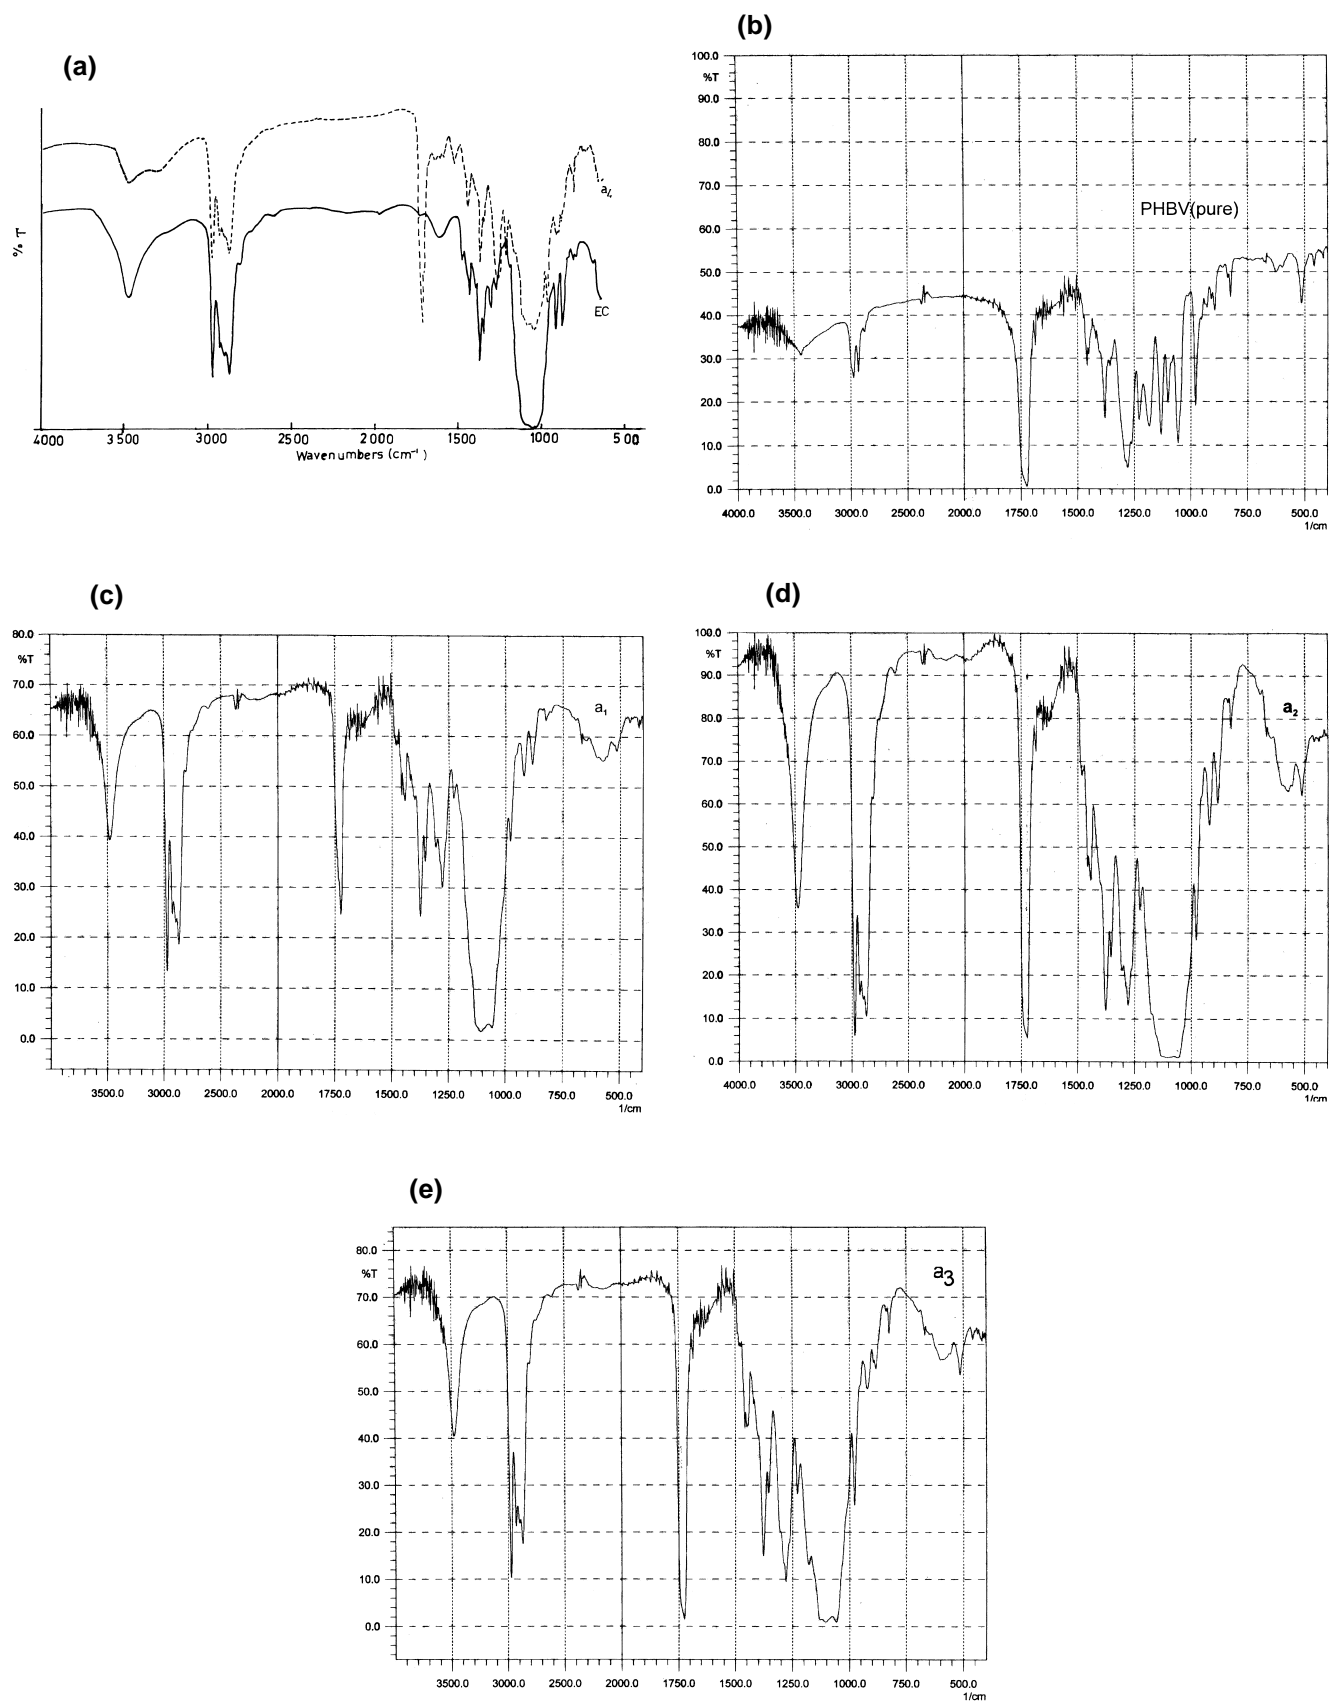 (a)
% T
a4
EC
4000 3500 3000 2500 2000 1500 1000 500
Wavenumbers (cm⁻¹)
(b)
100.0
%T
90.0
80.0
70.0
PHBV(pure)
60.0
50.0
40.0
30.0
20.0
10.0
0.0
4000.0 3500.0 3000.0 2500.0 2000.0 1750.0 1500.0 1250.0 1000.0 750.0 500.0
1/cm
(c)
80.0
%T
70.0
a1
60.0
50.0
40.0
30.0
20.0
10.0
0.0
3500.0 3000.0 2500.0 2000.0 1750.0 1500.0 1250.0 1000.0 750.0 500.0
1/cm
(d)
100.0
%T
90.0
80.0
a2
70.0
60.0
50.0
40.0
30.0
20.0
10.0
0.0
4000.0 3500.0 3000.0 2500.0 2000.0 1750.0 1500.0 1250.0 1000.0 750.0 500.0
1/cm
(e)
80.0
%T
a3
70.0
60.0
50.0
40.0
30.0
20.0
10.0
0.0
3500.0 3000.0 2500.0 2000.0 1750.0 1500.0 1250.0 1000.0 750.0 500.0
1/cm